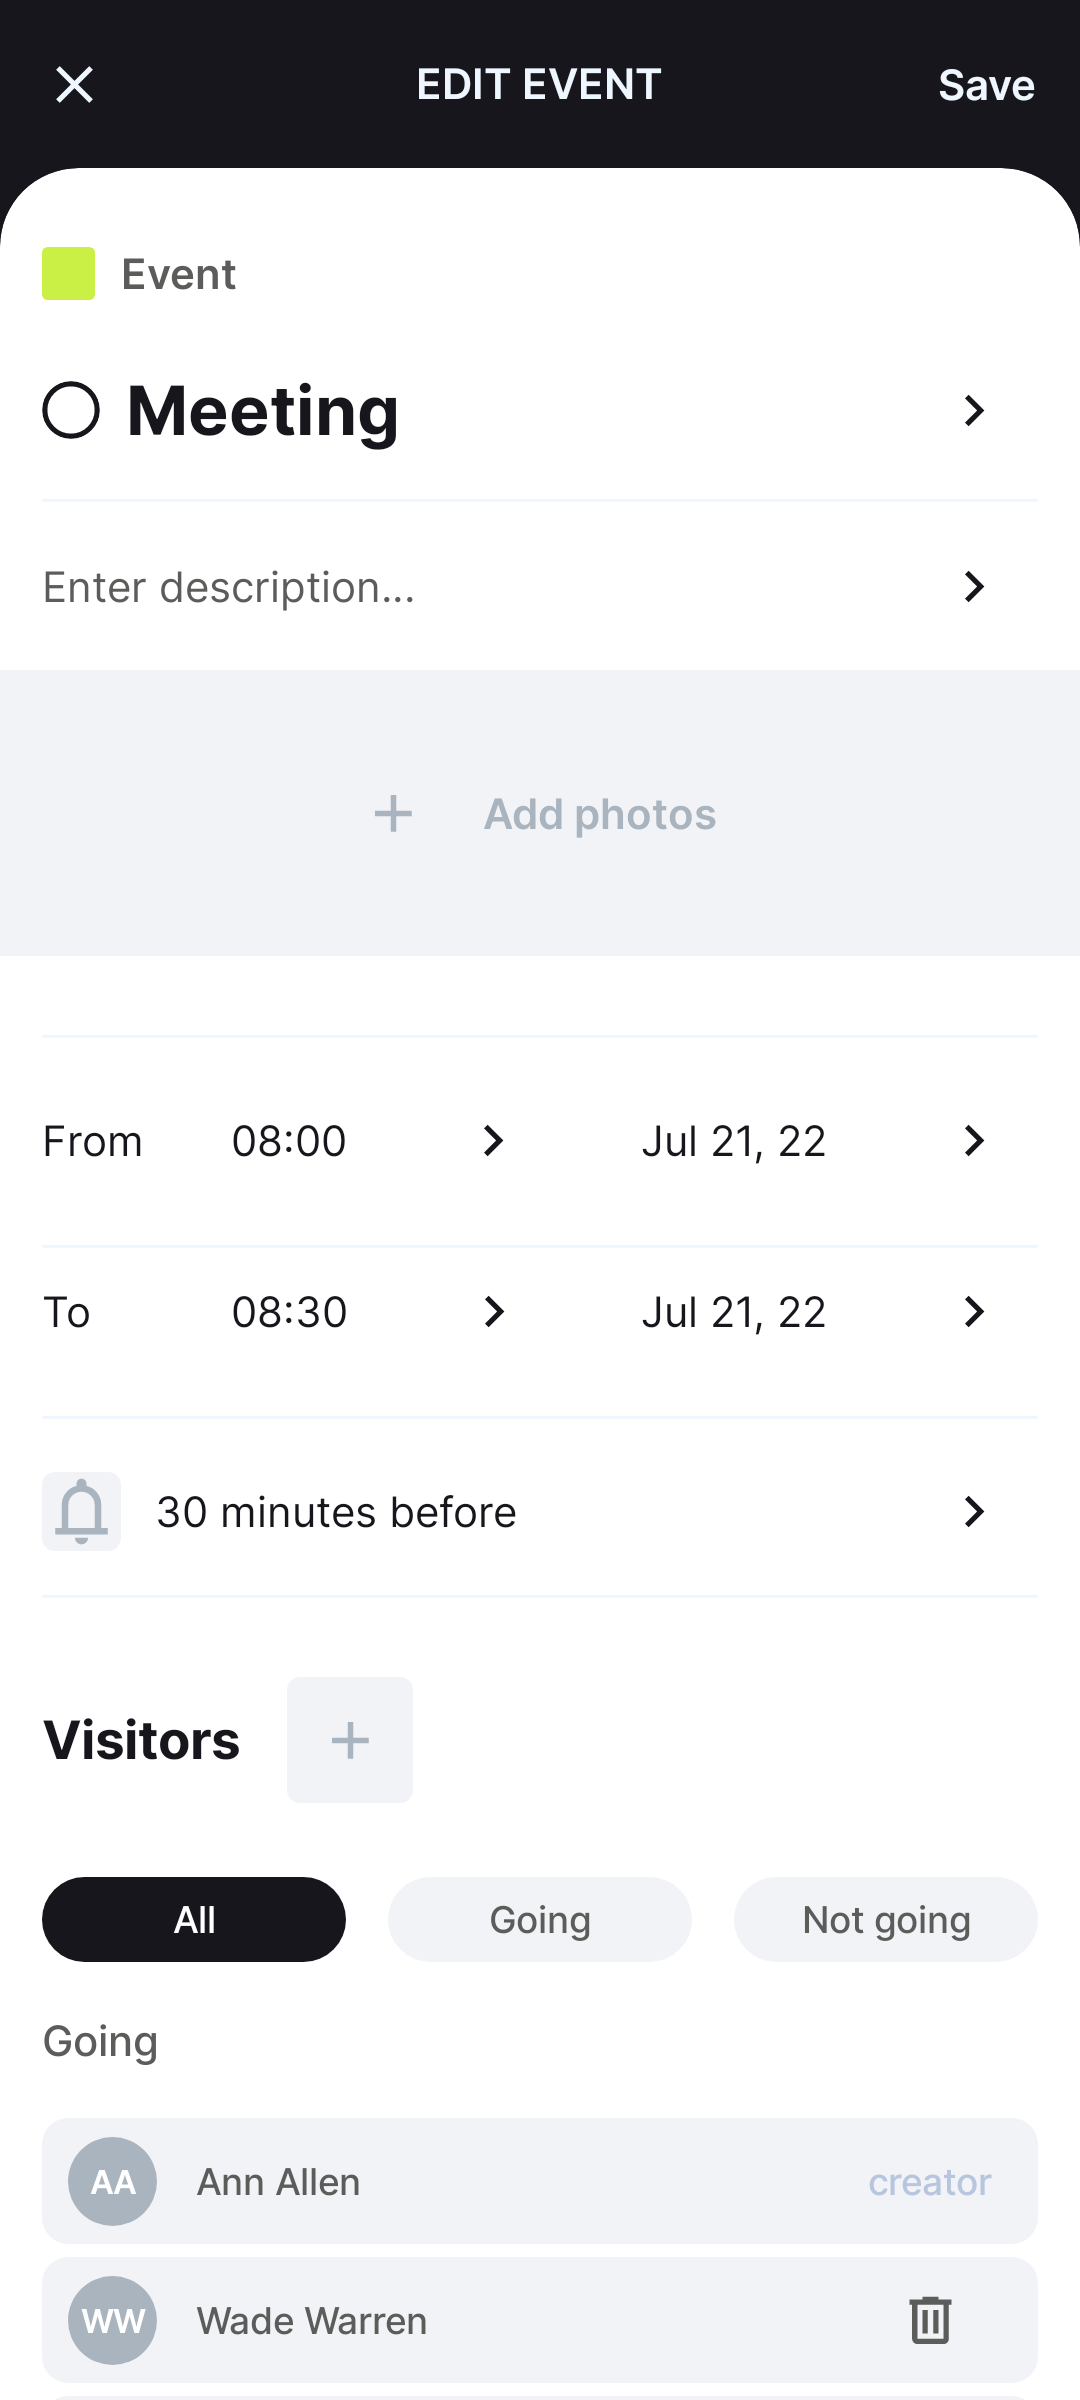 EDIT EVENT
Save
Event
Meeting
Enter description...
Add photos
From 08:00 Jul 21, 22
To 08:30 Jul 21, 22
30 minutes before
Visitors
All Going Not going
Going
AA Ann Allen creator
WW Wade Warren